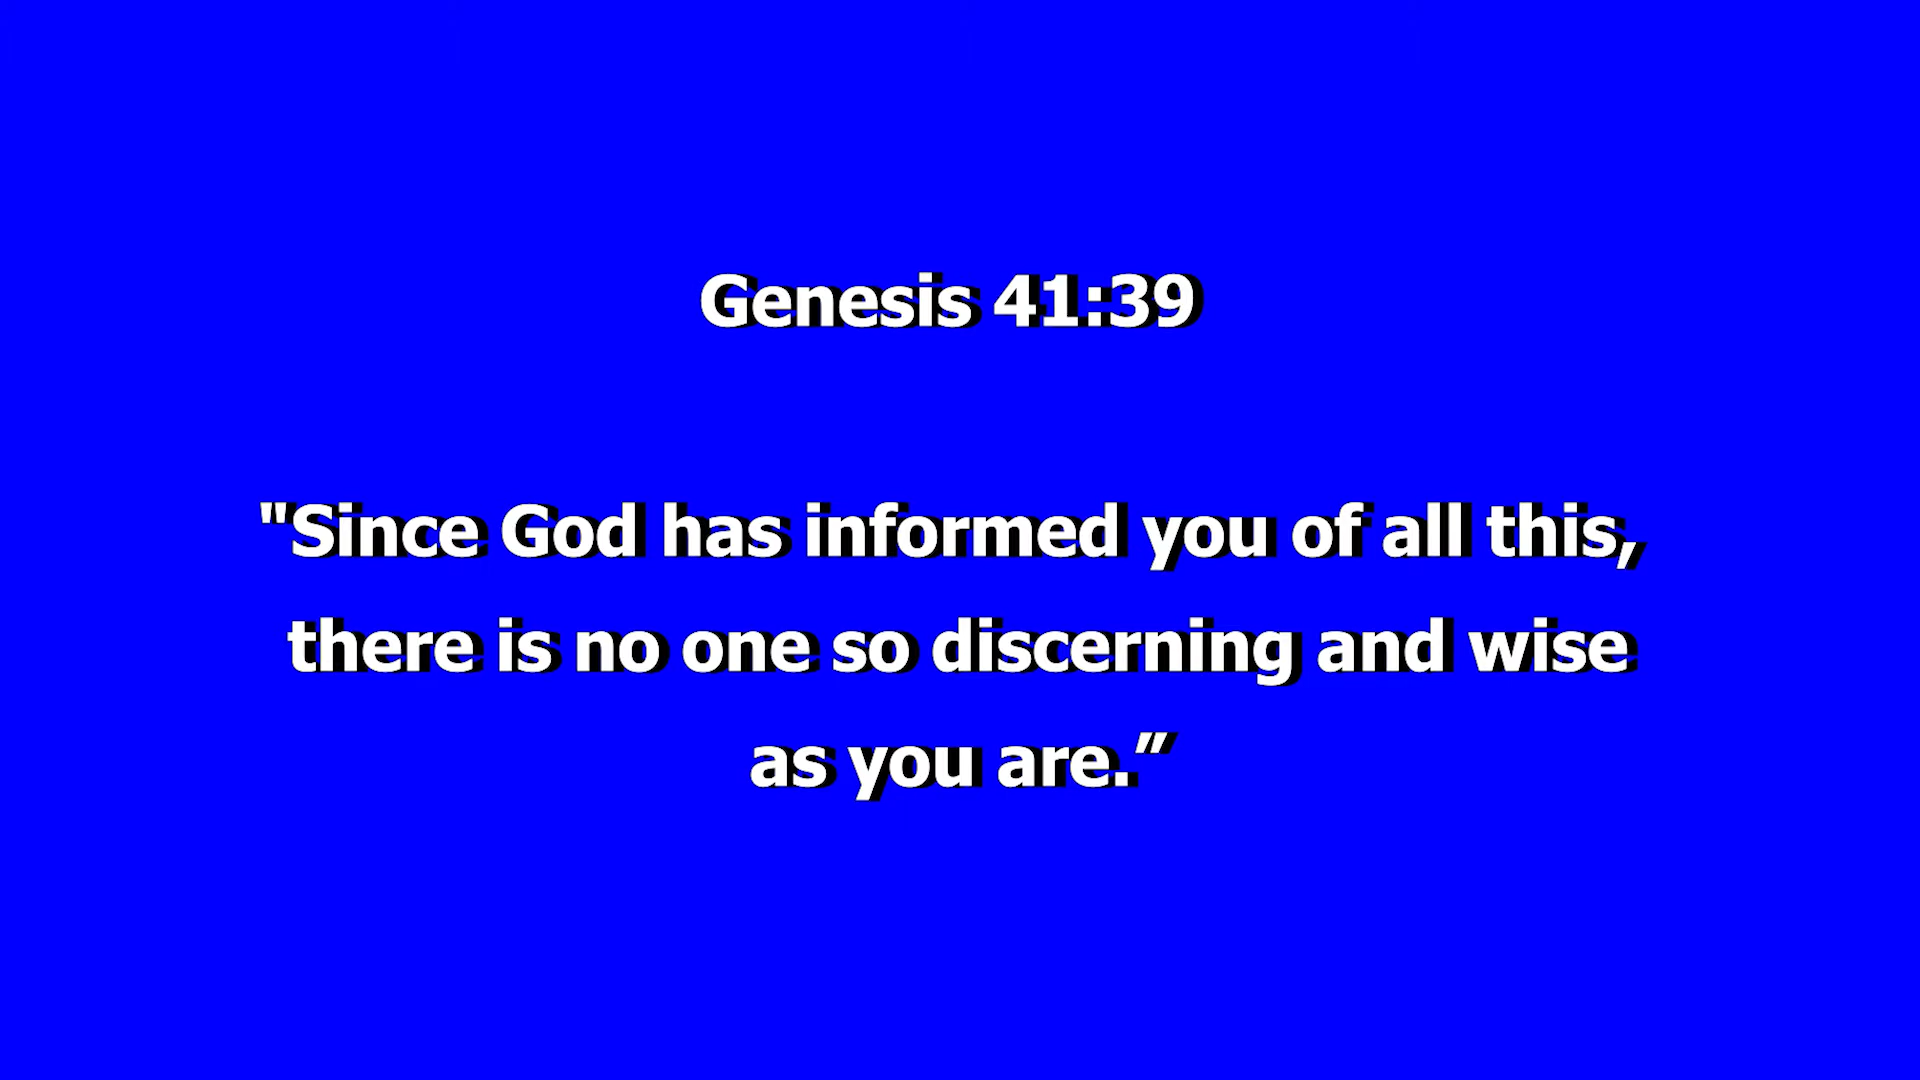 Genesis 41:39
"Since God has informed you of all this,
there is no one so discerning and wise
as you are.”